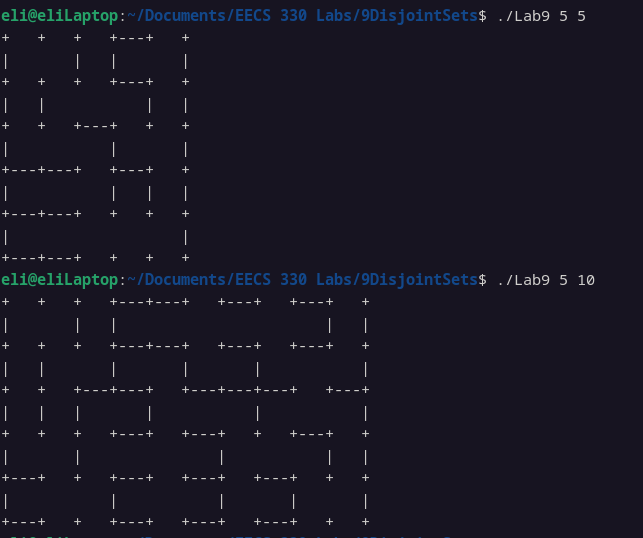 eli@eliLaptop:~/Documents/EECS 330 Labs/9DisjointSets$ ./Lab9 5 5
+   +   +   +---+   +
|       |   |       |
+   +   +   +---+   +
|   |           |   |
+   +   +---+   +   +
|           |       |
+---+---+   +---+   +
|           |   |   |
+---+---+   +   +   +
|                   |
+---+---+   +   +   +
eli@eliLaptop:~/Documents/EECS 330 Labs/9DisjointSets$ ./Lab9 5 10
+   +   +   +---+---+   +---+   +---+   +
|       |   |                       |   |
+   +   +   +---+---+   +---+   +---+   +
|   |       |       |       |           |
+   +   +---+---+   +---+---+---+   +---+
|   |   |       |           |           |
+   +   +   +---+   +---+   +   +---+   +
|       |               |           |   |
+---+   +   +---+   +---+   +---+   +   +
|           |           |       |       |
+---+   +   +---+   +---+   +---+   +   +